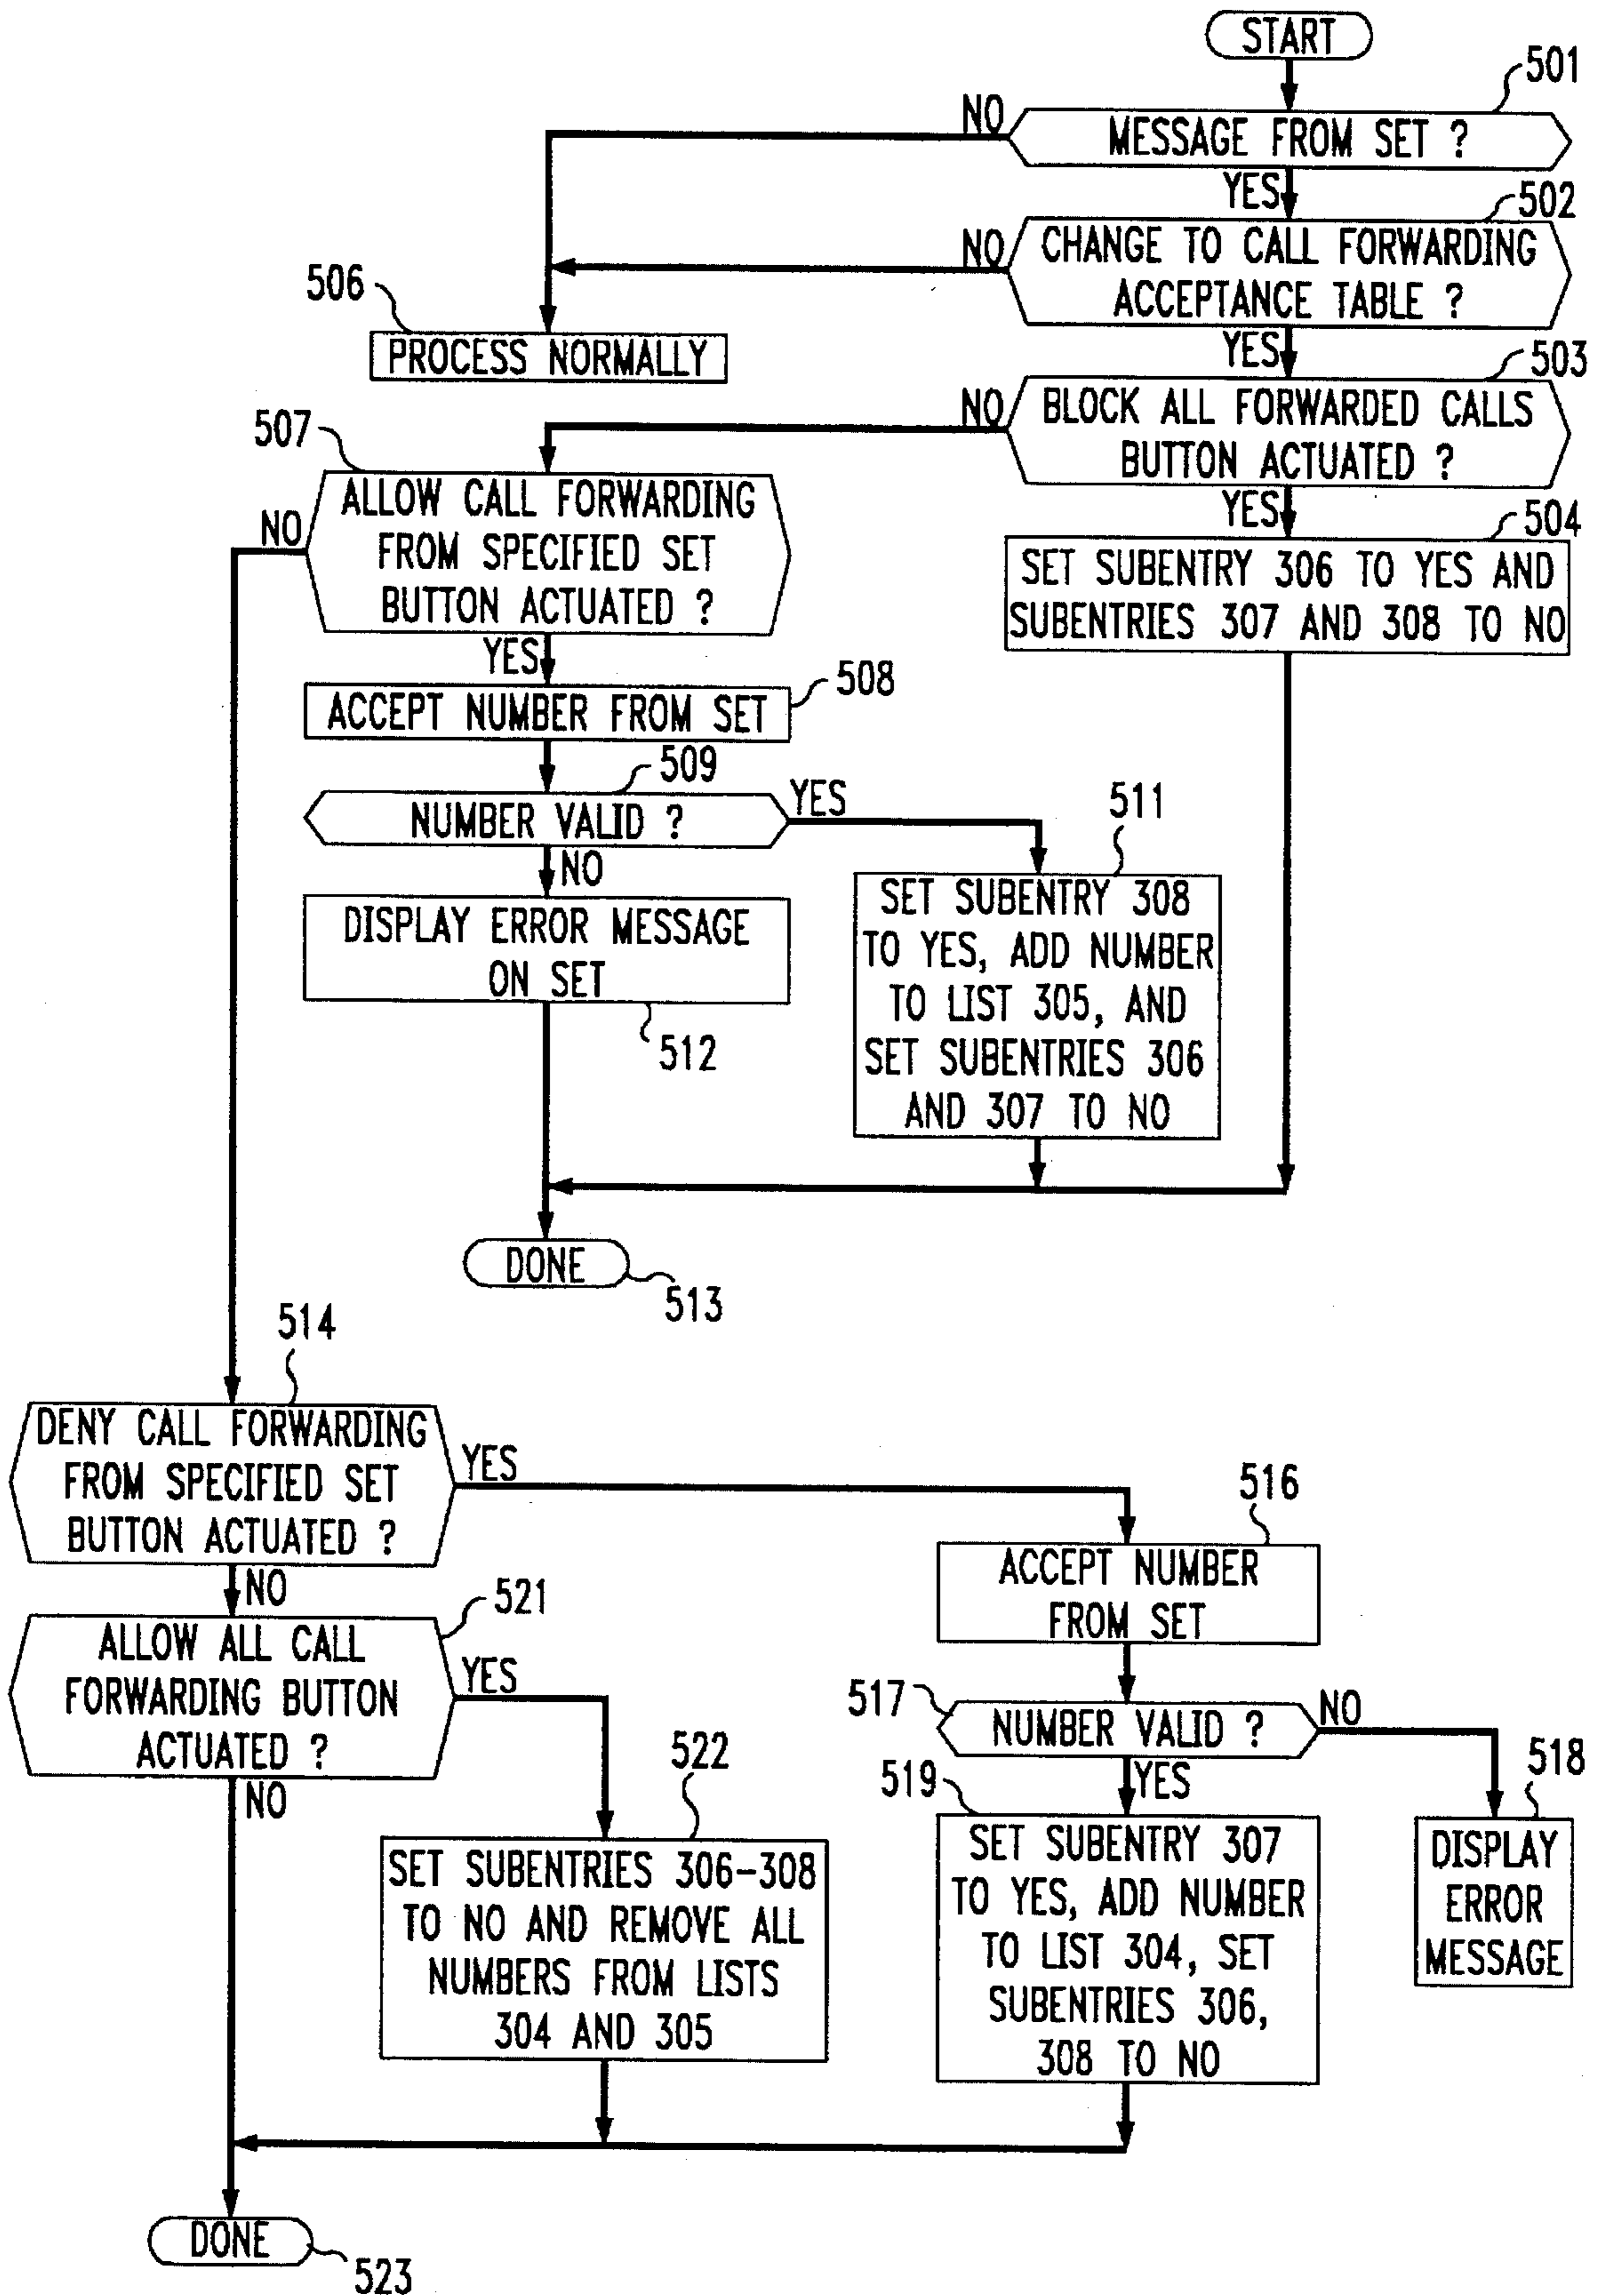 START
501
NO
MESSAGE FROM SET ?
YES
502
NO
CHANGE TO CALL FORWARDING
ACCEPTANCE TABLE ?
506
YES
PROCESS NORMALLY
503
NO
BLOCK ALL FORWARDED CALLS
BUTTON ACTUATED ?
507
ALLOW CALL FORWARDING
FROM SPECIFIED SET
BUTTON ACTUATED ?
NO
YES
504
SET SUBENTRY 306 TO YES AND
SUBENTRIES 307 AND 308 TO NO
YES
508
ACCEPT NUMBER FROM SET
509
NUMBER VALID ?
YES
NO
511
SET SUBENTRY 308
TO YES, ADD NUMBER
TO LIST 305, AND
SET SUBENTRIES 306
AND 307 TO NO
DISPLAY ERROR MESSAGE
ON SET
512
DONE
513
514
DENY CALL FORWARDING
FROM SPECIFIED SET
BUTTON ACTUATED ?
YES
NO
516
ACCEPT NUMBER
FROM SET
521
ALLOW ALL CALL
FORWARDING BUTTON
ACTUATED ?
YES
NO
517
NUMBER VALID ?
NO
YES
522
SET SUBENTRIES 306-308
TO NO AND REMOVE ALL
NUMBERS FROM LISTS
304 AND 305
519
SET SUBENTRY 307
TO YES, ADD NUMBER
TO LIST 304, SET
SUBENTRIES 306,
308 TO NO
518
DISPLAY
ERROR
MESSAGE
DONE
523